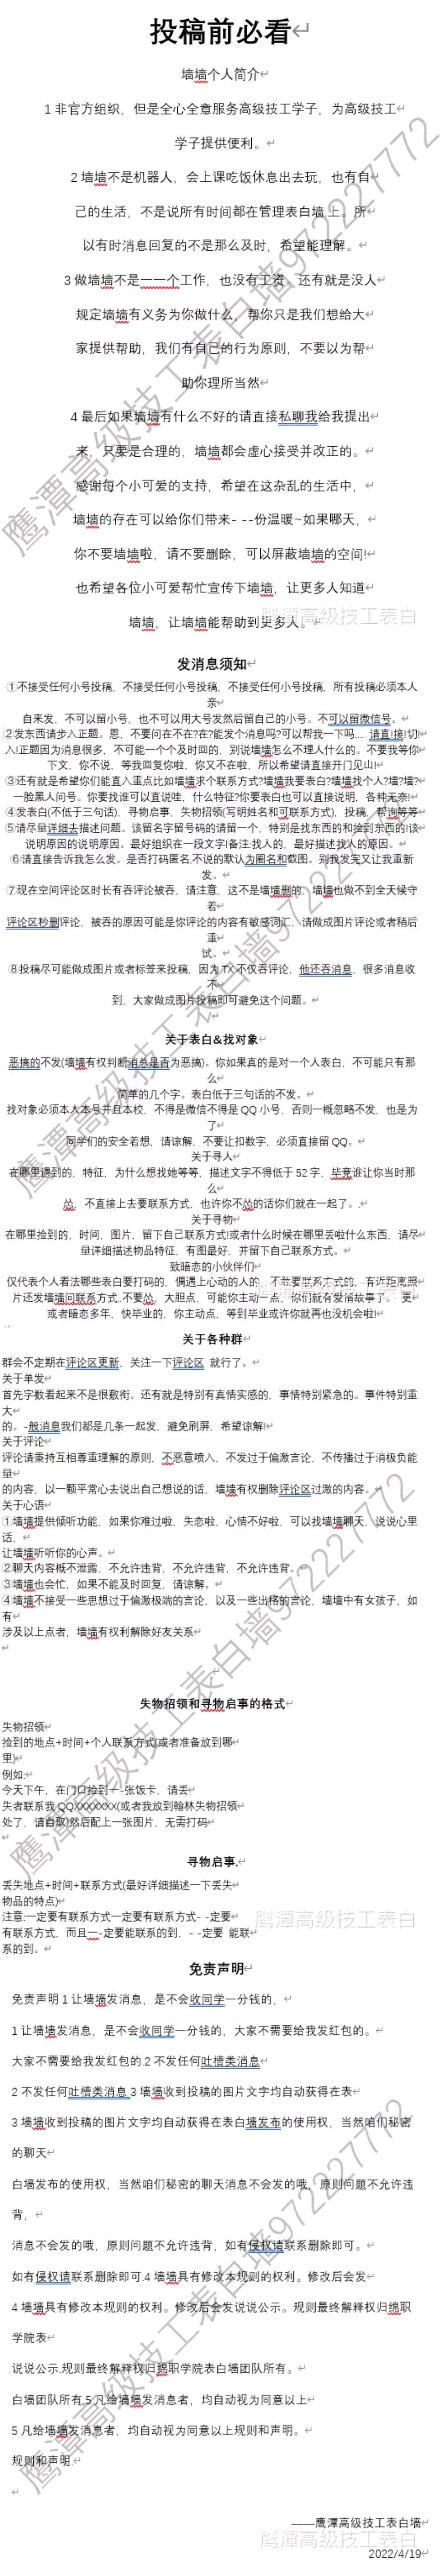 投稿前必看
墙墙个人简介
1非官方组织，但是全心全意服务高级技工学子，为高级技工
学子提供便利。
2墙墙不是机器人，会上课吃饭休息出去玩，也有自
己的生活，不是说所有时间都在管理表白墙上。所
以有时消息回复的不是那么及时，希望能理解。
3做墙墙不是一一个工作，也没有工资。还有就是没人
规定墙墙有义务为你做什么，帮你只是我们想给大
家提供帮助，我们有自己的行为原则，不要以为帮
助你理所当然
4最后如果墙墙有什么不好的请直接私聊我给我提出
来，只要是合理的，墙墙都会虚心接受并改正的。
感谢每个小可爱的支持，希望在这杂乱的生活中，
墙墙的存在可以给你们带来- --份温暖~如果哪天，
你不要墙墙啦，请不要删除，可以屏蔽墙墙的空间!
也希望各位小可爱帮忙宣传下墙墙，让更多人知道
墙墙，让墙墙能帮助到更多人。
发消息须知
①不接受任何小号投稿，不接受任何小号投稿，不接受任何小号投稿，所有投稿必须本人
亲
自来发，不可以留小号，也不可以用大号发然后留自己的小号。不可以留微信号。
②发东西请步入正题。恩，不要问在不在?在?能发个消息吗?可以帮我一下吗.... 请直!接!切!
入!正题因为消息很多，不可能一个个及时回的，别说墙墙怎么不理人什么的。不要我等你
下文，你不说，等我回复你啦，你又不在啦，所以希望请直接开门见山!
③还有就是希望你们能直入重点比如墙墙求个联系方式?墙墙我要表白?墙墙找个人?墙?墙?
一脸黑人问号。你要找谁可以直说哇，什么特征?你要表白也可以直接说明，各种无奈!
④发表白(不低于三句话)，寻物启事，失物招领(写明姓名和可联系方式)，投稿，帮询等等
⑤请尽量详细去描述问题。该留名字留号码的请留一个，特别是找东西的和捡到东西的!该
说明原因的说明原因。最好组织在一段文字!备注:找人的，最好描述找人的原因。
⑥请直接告诉我怎么发。是否打码匿名,不说的默认为匿名和截图。别我发完又让我重新
发。
⑦现在空间评论区时长有吞评论被吞，请注意，这不是墙墙删的，墙墙也做不到全天候守
着
评论区秒删评论，被吞的原因可能是你评论的内容有敏感词汇，请做成图片评论或者稍后
重
试。
⑧投稿尽可能做成图片或者标签来投稿，因为TX不仅吞评论，他还吞消息，很多消息收
不
到，大家做成图片投稿即可避免这个问题。
关于表白&找对象
恶搞的不发(墙墙有权判断消息是否为恶搞)。你如果真的是对一个人表白，不可能只有那
么
简单的几个字。表白低于三句话的不发。
找对象必须本人本号并且本校，不得是微信不得是QQ小号，否则一概忽略不发，也是为
了
同学们的安全着想，请谅解，不要让扣数字，必须直接留QQ。
关于寻人
在哪里遇到的，特征，为什么想找她等等，描述文字不得低于52字，毕竟谁让你当时那
么
怂，不直接上去要联系方式，也许你不怂的话你们就在一起了。.
关于寻物
在哪里捡到的，时间，图片，留下自己联系方式!或者什么时候在哪里丢啦什么东西，请尽
量详细描述物品特征，有图最好，并留下自己联系方式。
致暗恋的小伙伴们
仅代表个人看法哪些表白要打码的，偶遇上心动的人的，不敢要联系方式的，有近距离照
片还发墙墙问联系方式..不要怂，大胆点，可能你主动一点，你们就有爱情故事了。更
或者暗恋多年，快毕业的，你主动点，等到毕业或许你就再也没机会啦!
关于各种群
群会不定期在评论区更新，关注一下评论区 就行了。
关于单发
首先字数看起来不是很敷衍。还有就是特别有真情实感的，事情特别紧急的。事件特别重
大
的。-般消息我们都是几条一起发，避免刷屏，希望谅解!
关于评论
评论请秉持互相尊重理解的原则，不恶意喷入，不发过于偏激言论，不传播过于消极负能
量
的内容，以一颗平常心去说出自己想说的话，墙墙有权删除评论区过激的内容。
关于心语
①墙墙提供倾听功能，如果你难过啦，失恋啦，心情不好啦，可以找墙墙聊天，说说心里
话，
让墙墙听听你的心声。
②聊天内容概不泄露，不允许违背，不允许违背，不允许违背。
③墙墙也会忙，如果不能及时回复，请谅解。
④墙墙不接受一些思想过于偏激极端的言论，以及一些出格的言论，墙墙中有女孩子，如
有
涉及以上点者，墙墙有权利解除好友关系
失物招领和寻物启事的格式
失物招领
捡到的地点+时间+个人联系方式(或者准备放到哪
里)
例如:
今天下午，在门口捡到一-张饭卡，请丢
失者联系我QQXXXXXXX(或者我放到翰林失物招领
处了，请自取)然后配上一张图片，无需打码
寻物启事.
丢失地点+时间+联系方式(最好详细描述一下丢失
物品的特点)
注意:一定要有联系方式一定要有联系方式- -定要
有联系方式，而且一-定要能联系的到，- -定要 能联
系的到。
免责声明
免责声明1让墙墙发消息，是不会收同学一分钱的，
1让墙墙发消息，是不会收同学一分钱的，大家不需要给我发红包的。
大家不需要给我发红包的.2不发任何吐槽类消息
2不发任何吐槽类消息3墙墙收到投稿的图片文字均自动获得在表
3墙墙收到投稿的图片文字均自动获得在表白墙发布的使用权，当然咱们秘密
的聊天
白墙发布的使用权，当然咱们秘密的聊天消息不会发的哦，原则问题不允许违
背，
消息不会发的哦，原则问题不允许违背，如有侵权请联系删除即可。
如有侵权请联系删除即可.4墙墙具有修改本规则的权利。修改后会发
4墙墙具有修改本规则的权利。修改后会发说说公示。规则最终解释权归绵职
学院表
说说公示.规则最终解释权归绵职学院表白墙团队所有。
白墙团队所有.5凡给墙墙发消息者，均自动视为同意以上
5凡给墙墙发消息者，均自动视为同意以上规则和声明。
规则和声明.
——鹰潭高级技工表白墙
2022/4/19
鹰潭高级技工表白墙972227772
鹰潭高级技工表白墙972227772
鹰潭高级技工表白墙972227772
鹰潭高级技工表白墙972227772
鹰潭高级技工表白
鹰潭高级技工表白
鹰潭高级技工表白
鹰潭高级技工表白